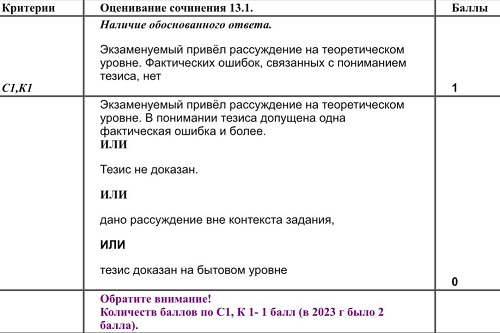 Критерии Оценивание сочинения 13.1. Баллы
Наличие обоснованного ответа.
Экзаменуемый привёл рассуждение на теоретическом
уровне. Фактических ошибок, связанных с пониманием
тезиса, нет
С1,К1 1
Экзаменуемый привёл рассуждение на теоретическом
уровне. В понимании тезиса допущена одна
фактическая ошибка и более.
ИЛИ
Тезис не доказан.
ИЛИ
дано рассуждение вне контекста задания,
ИЛИ
тезис доказан на бытовом уровне
0
Обратите внимание!
Количеств баллов по С1, К 1- 1 балл (в 2023 г было 2
балла).